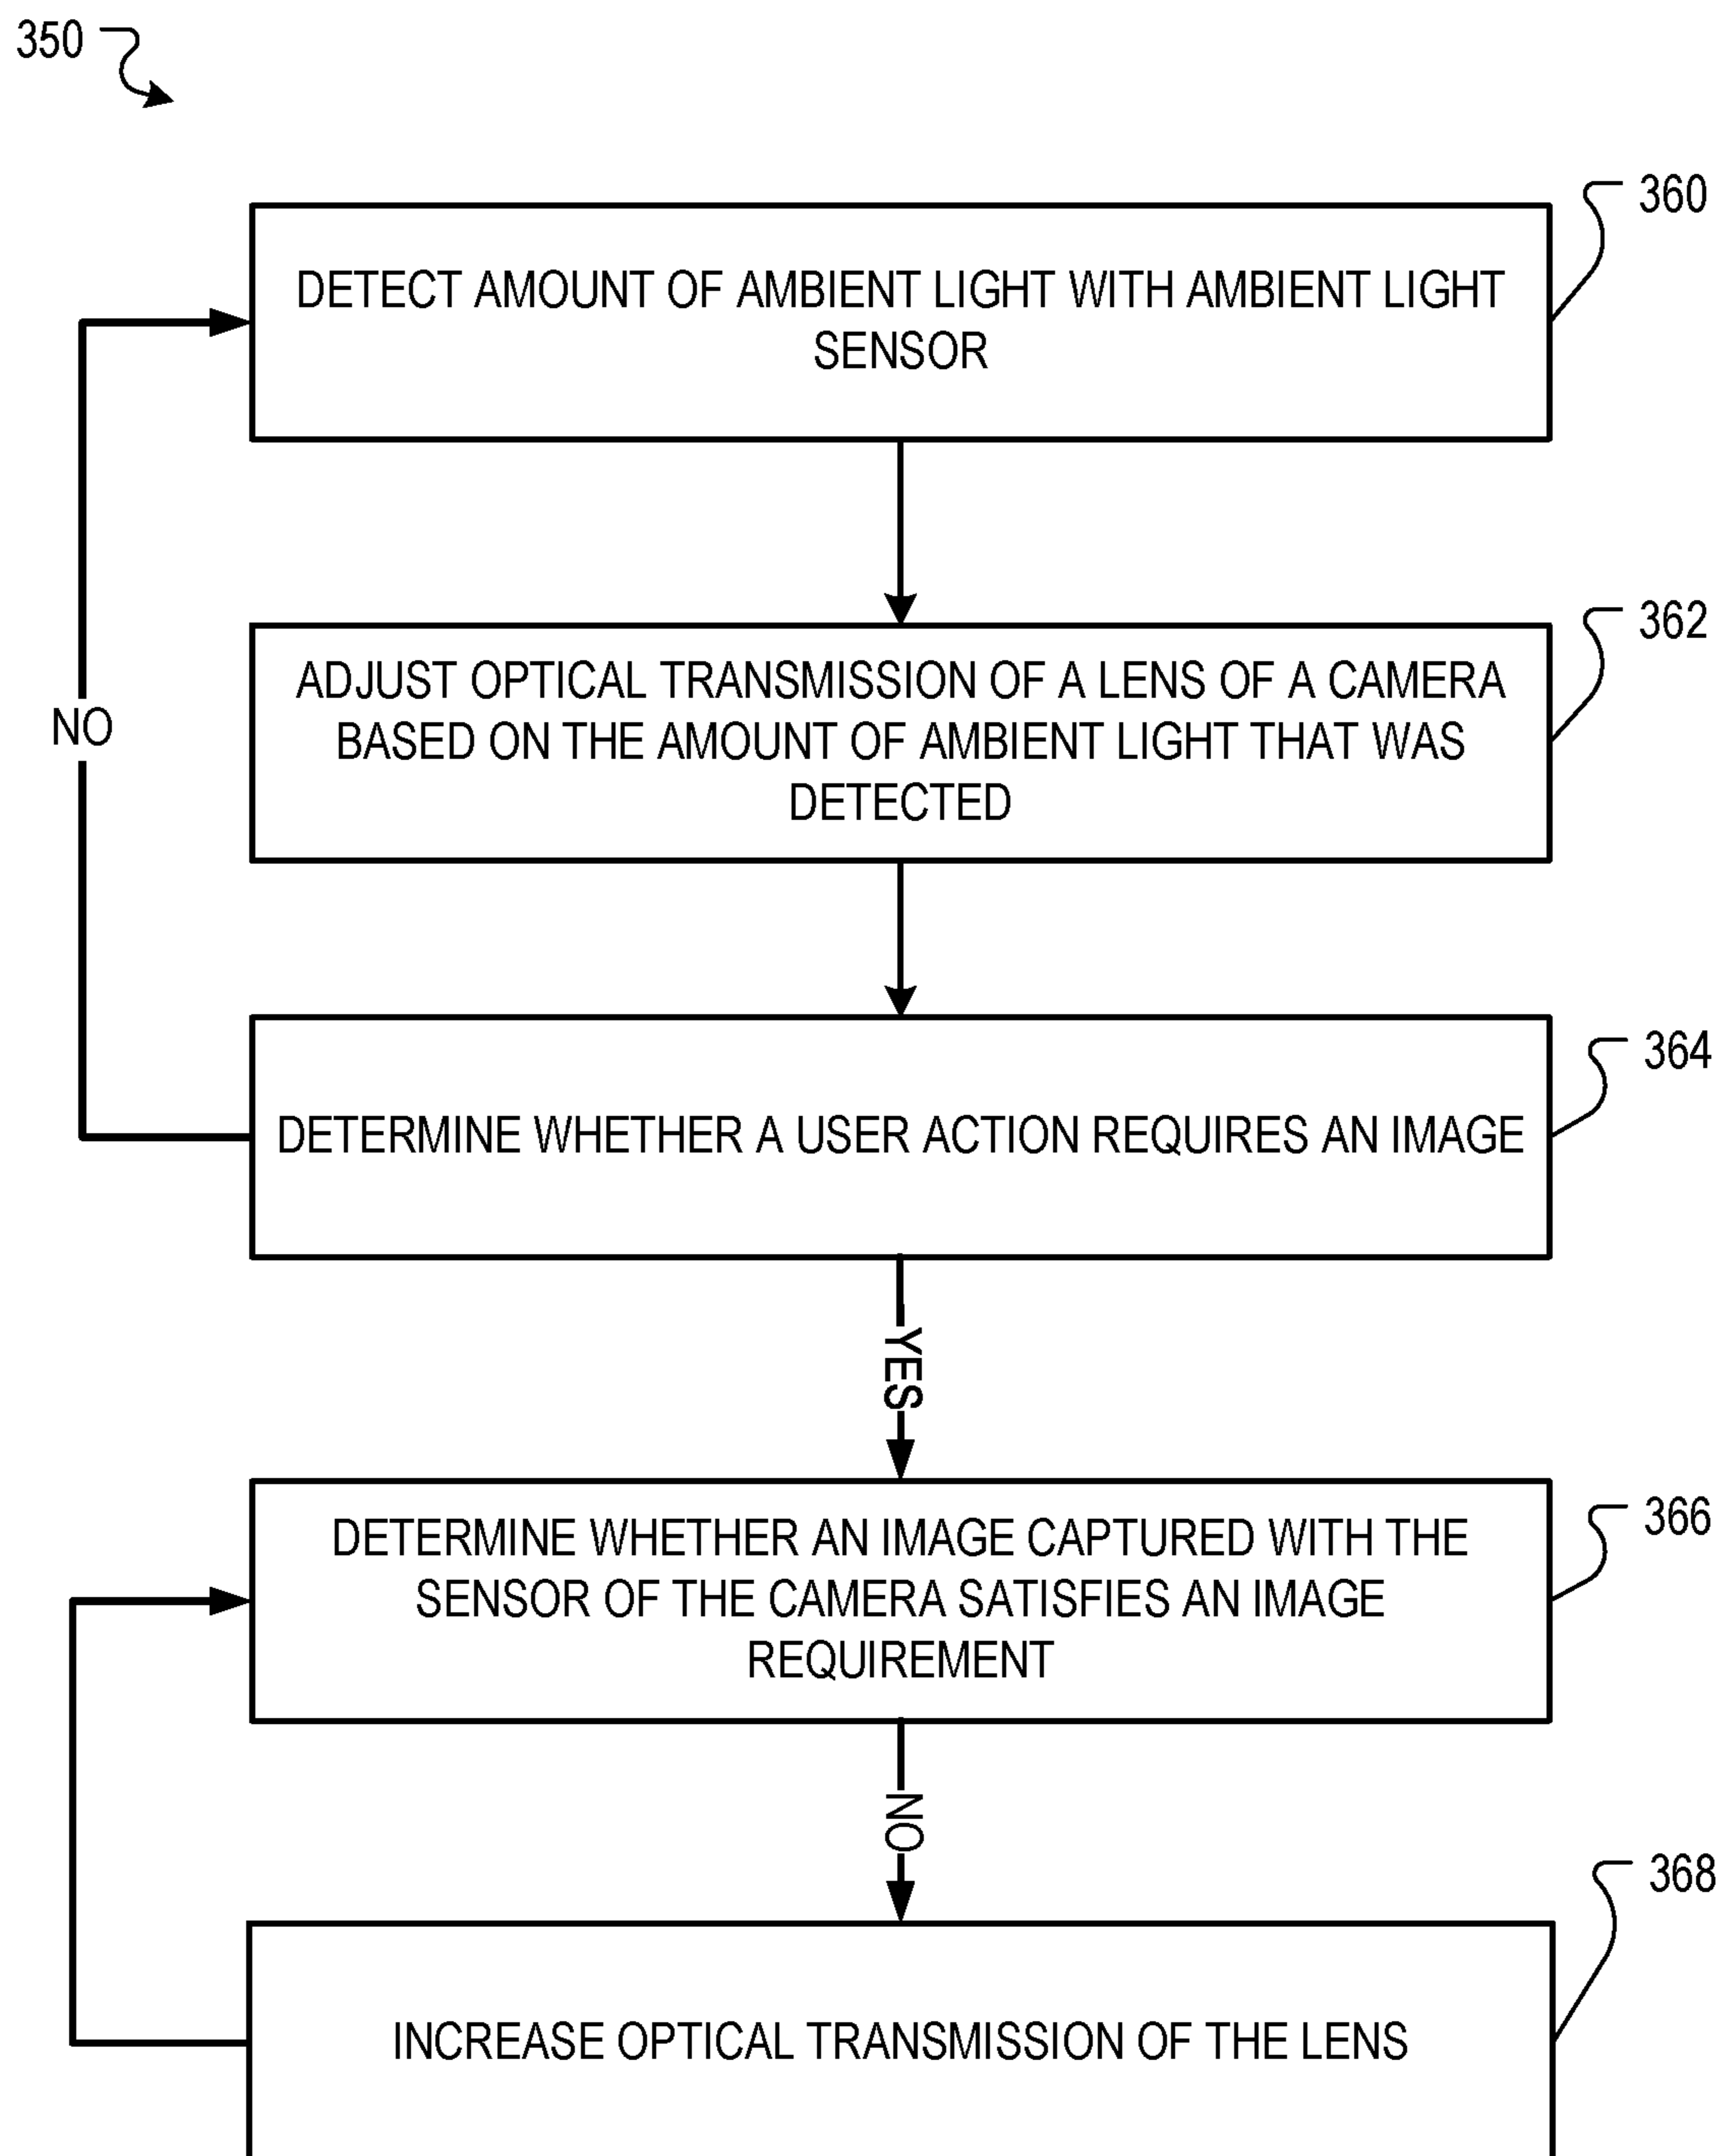 350
360
DETECT AMOUNT OF AMBIENT LIGHT WITH AMBIENT LIGHT
SENSOR
362
ADJUST OPTICAL TRANSMISSION OF A LENS OF A CAMERA
BASED ON THE AMOUNT OF AMBIENT LIGHT THAT WAS
DETECTED
NO
364
DETERMINE WHETHER A USER ACTION REQUIRES AN IMAGE
YES
366
DETERMINE WHETHER AN IMAGE CAPTURED WITH THE
SENSOR OF THE CAMERA SATISFIES AN IMAGE
REQUIREMENT
NO
368
INCREASE OPTICAL TRANSMISSION OF THE LENS